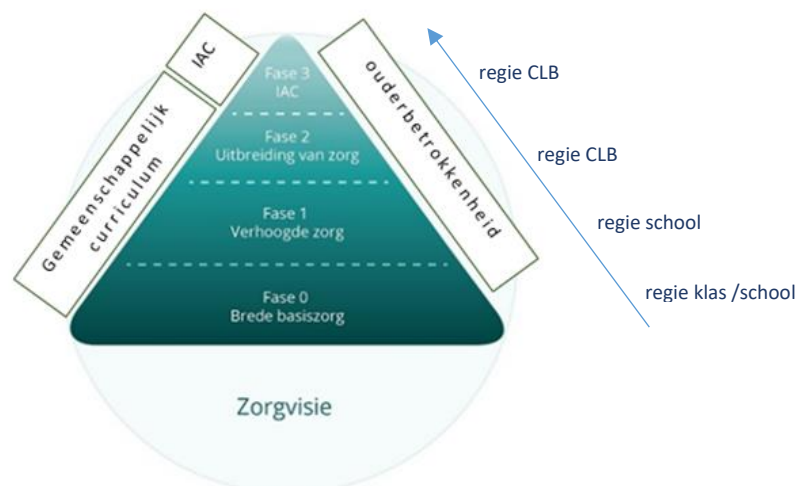 IAC
Gemeenschappelijk
curriculum
Fase 3
IAC
Fase 2
Uitbreiding van zorg
Fase 1
Verhoogde zorg
Fase 0
Brede basiszorg
ouderbetrokkenheid
regie CLB
regie CLB
regie school
regie klas /school
Zorgvisie